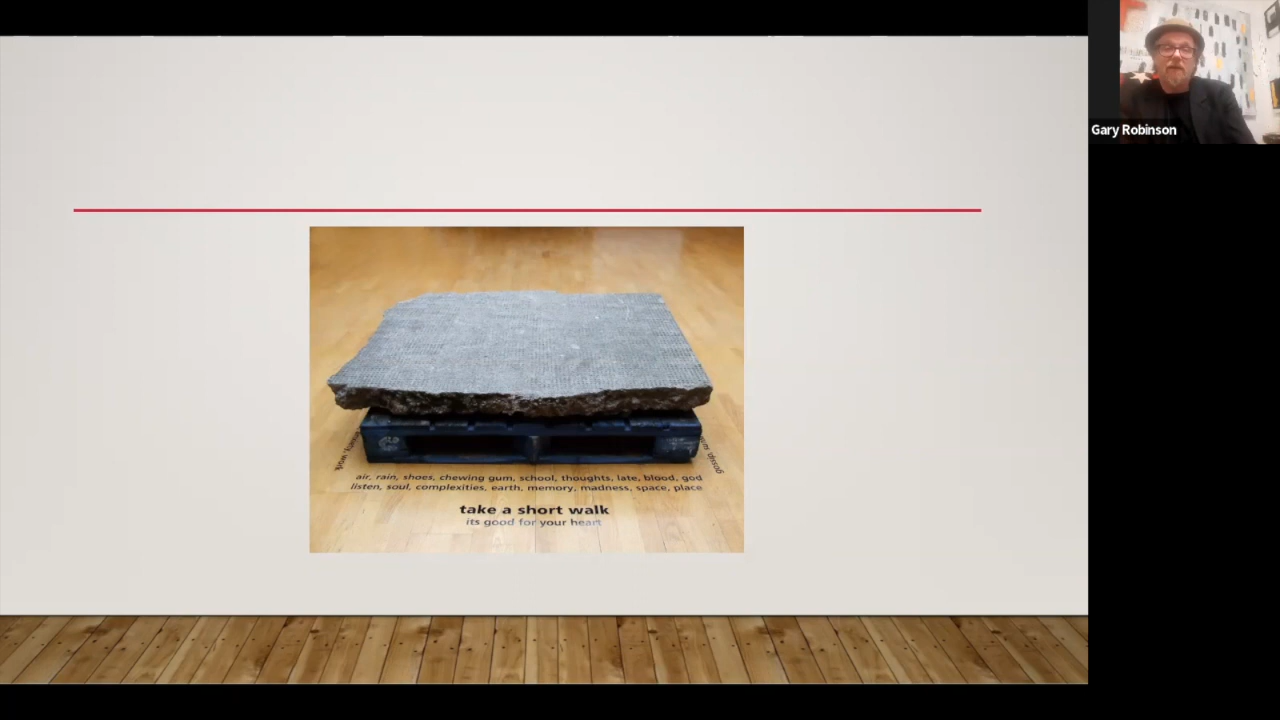 air, rain, shoes, chewing gum, school, thoughts, late, blood, god
listen, soul, complexities, earth, memory, madness, space, place
take a short walk
its good for your heart
Gary Robinson